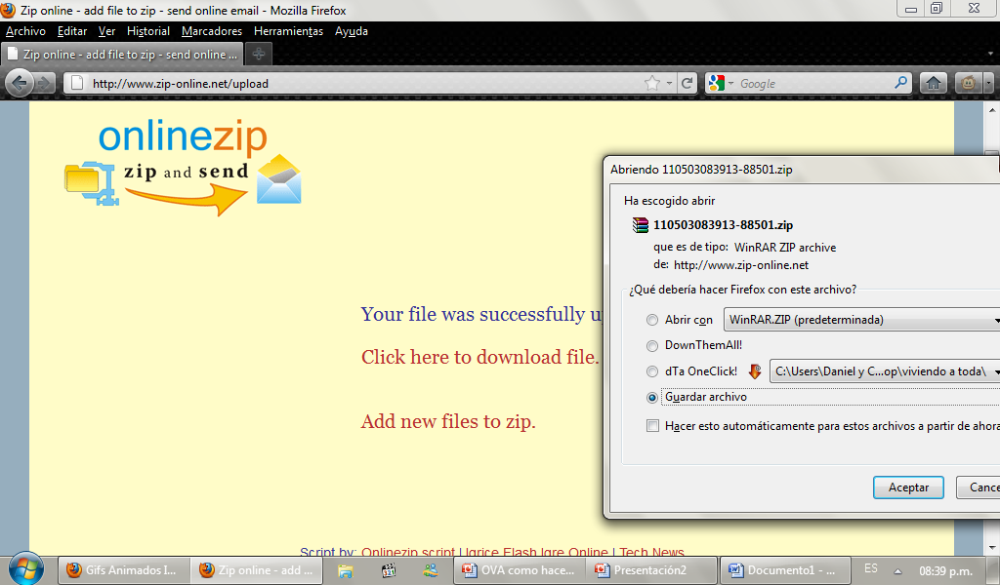 Zip online - add file to zip - send online email - Mozilla Firefox
Archivo Editar Ver Historial Marcadores Herramientas Ayuda
Zip online - add file to zip - send online ...
http://www.zip-online.net/upload
Google
onlinezip
zip and send
Your file was successfully u
Click here to download file.
Add new files to zip.
Script by: Onlinezip script | Igrice Flash Igre Online | Tech News
Abriendo 110503083913-88501.zip
Ha escogido abrir
110503083913-88501.zip
que es de tipo: WinRAR ZIP archive
de: http://www.zip-online.net
¿Qué debería hacer Firefox con este archivo?
Abrir con WinRAR.ZIP (predeterminada)
DownThemAll!
dTa OneClick! C:\Users\Daniel y C...op\viviendo a toda\
Guardar archivo
Hacer esto automáticamente para estos archivos a partir de ahora
Aceptar Cance
Gifs Animados I... Zip online - add ... OVA como hace... Presentación2 Documento1 - ... ES 08:39 p.m.